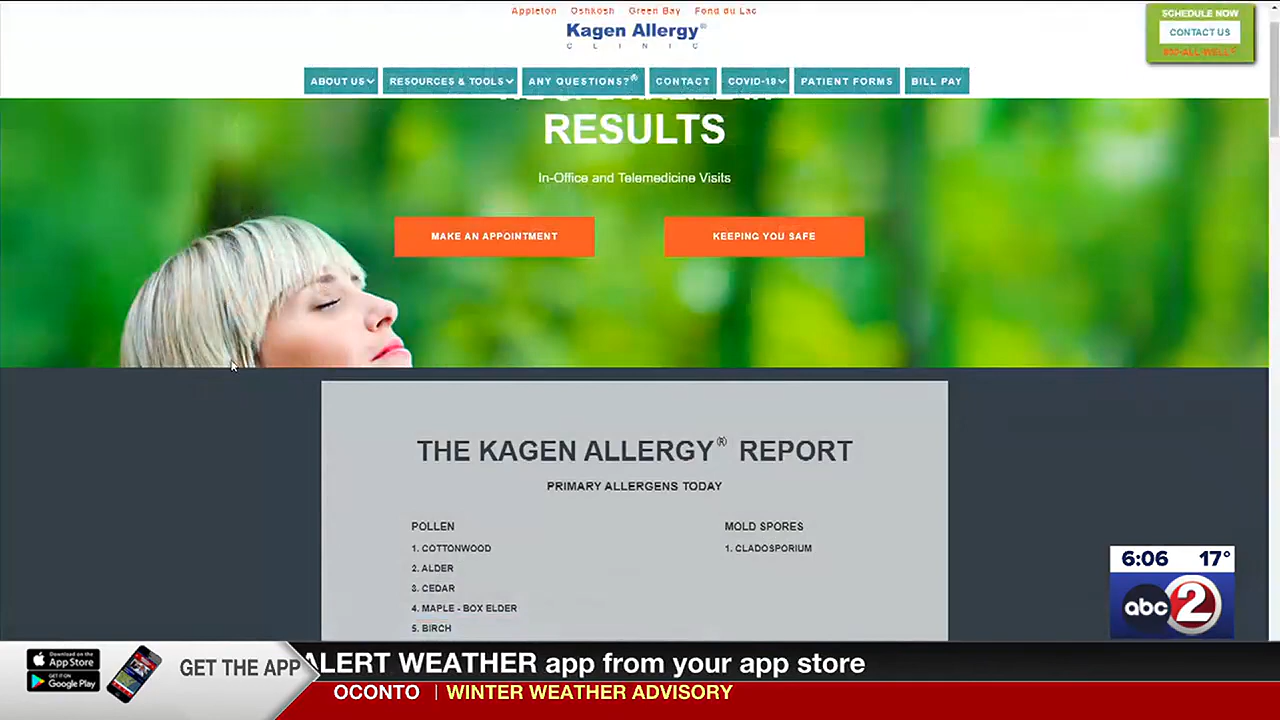 Appleton Oshkosh Green Bay Fond du Lac
Kagen Allergy®
CLINIC
SCHEDULE NOW
CONTACT US
ABOUT US
RESOURCES & TOOLS
ANY QUESTIONS?®
CONTACT
COVID-19
PATIENT FORMS
BILL PAY
RESULTS
In-Office and Telemedicine Visits
MAKE AN APPOINTMENT
KEEPING YOU SAFE
THE KAGEN ALLERGY® REPORT
PRIMARY ALLERGENS TODAY
POLLEN
1. COTTONWOOD
2. ALDER
3. CEDAR
4. MAPLE - BOX ELDER
5. BIRCH
MOLD SPORES
1. CLADOSPORIUM
6:06 17°
abc 2
Download on the
App Store
GET IT ON
Google Play
GET THE APP
ALERT WEATHER app from your app store
OCONTO | WINTER WEATHER ADVISORY